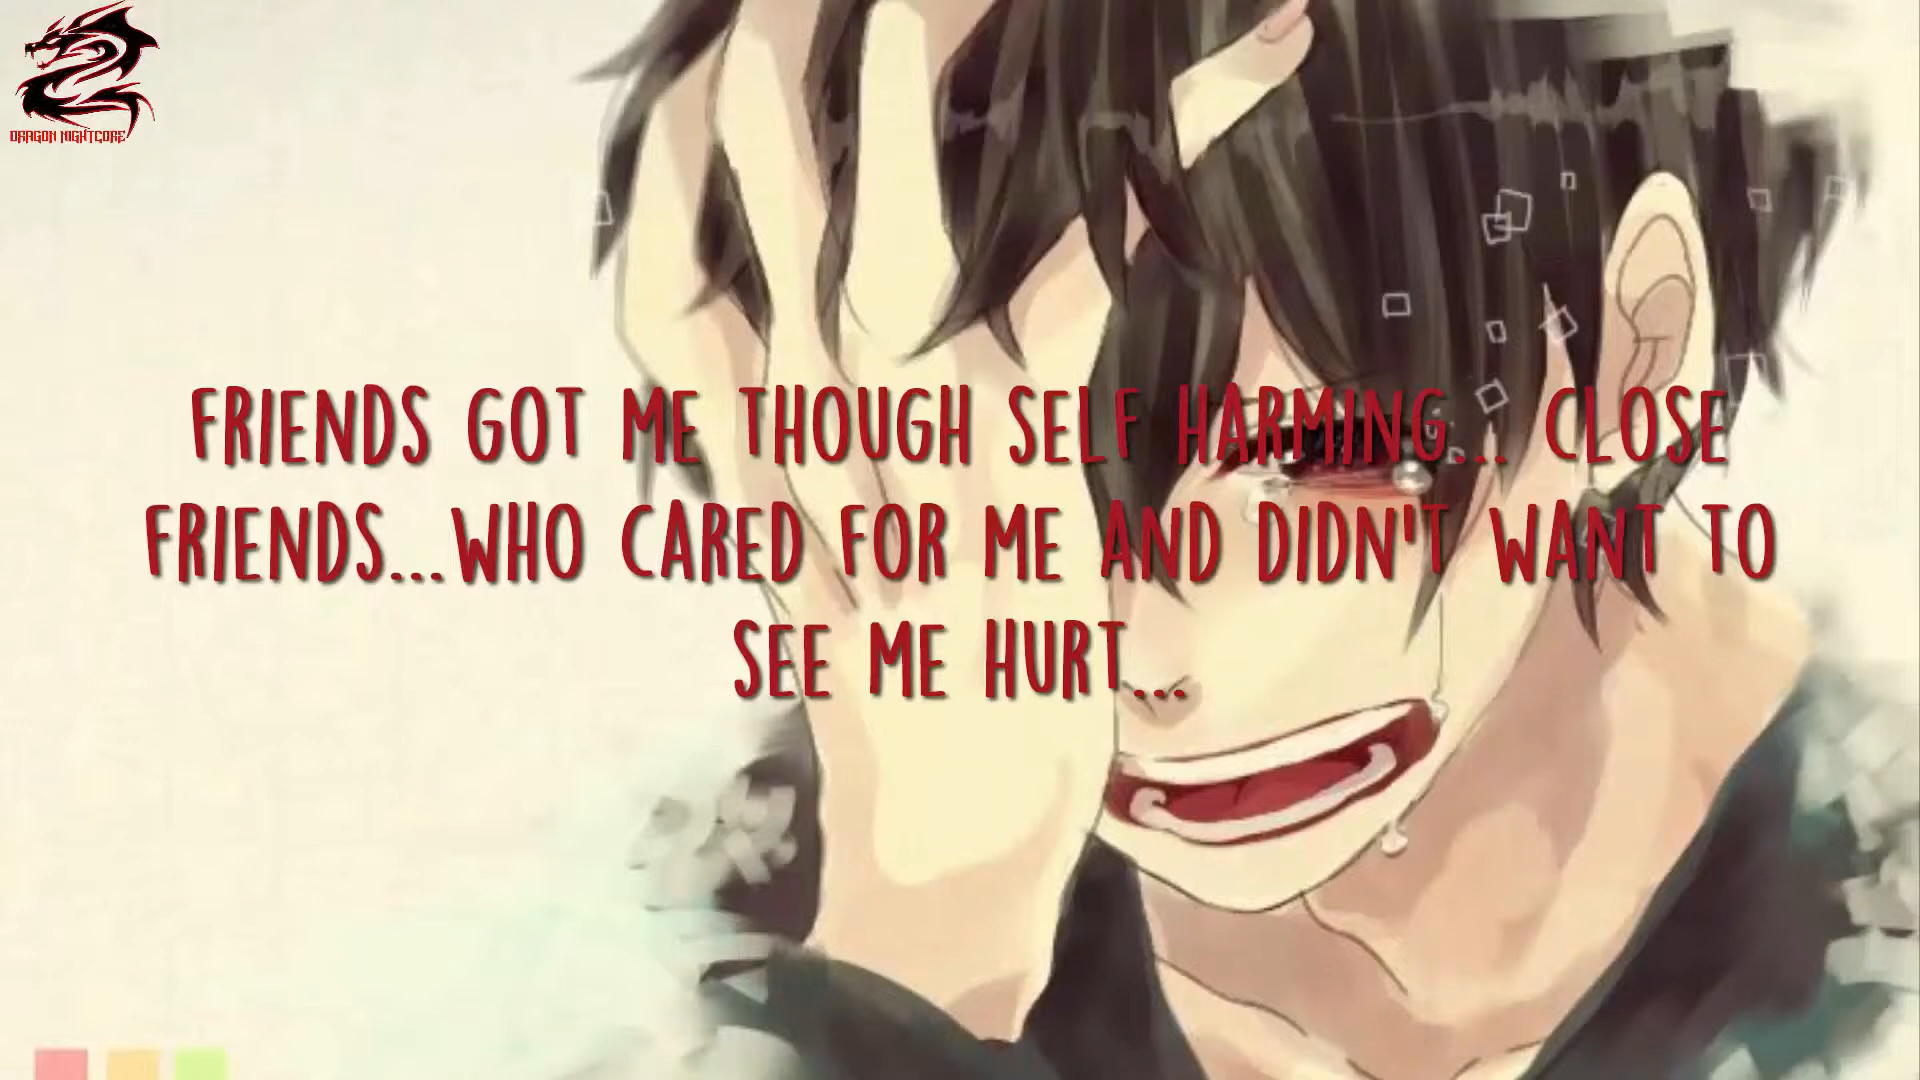 DRAGON NIGHTCORE
FRIENDS GOT ME THOUGH SELF HARMING... CLOSE
FRIENDS...WHO CARED FOR ME AND DIDN'T WANT TO
SEE ME HURT...